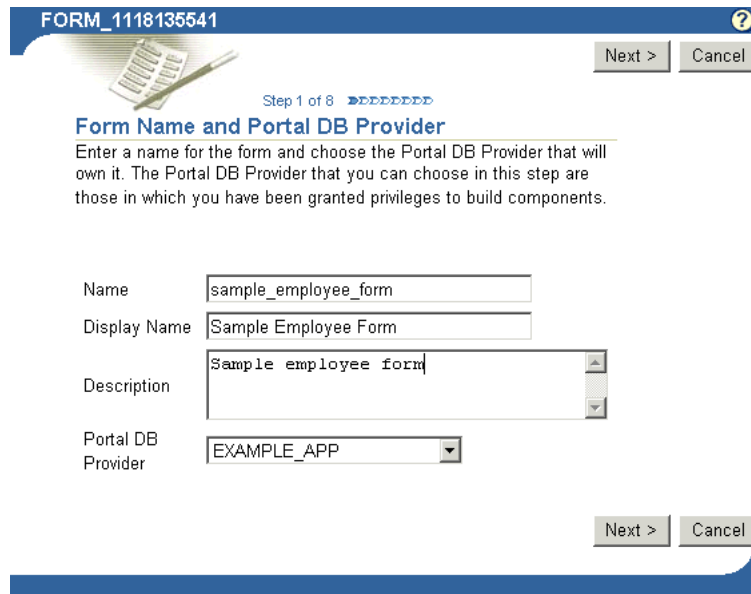 FORM_1118135541
?
Next > Cancel
Step 1 of 8
Form Name and Portal DB Provider
Enter a name for the form and choose the Portal DB Provider that will
own it. The Portal DB Provider that you can choose in this step are
those in which you have been granted privileges to build components.
Name sample_employee_form
Display Name Sample Employee Form
Description Sample employee form
Portal DB
Provider EXAMPLE_APP
Next > Cancel